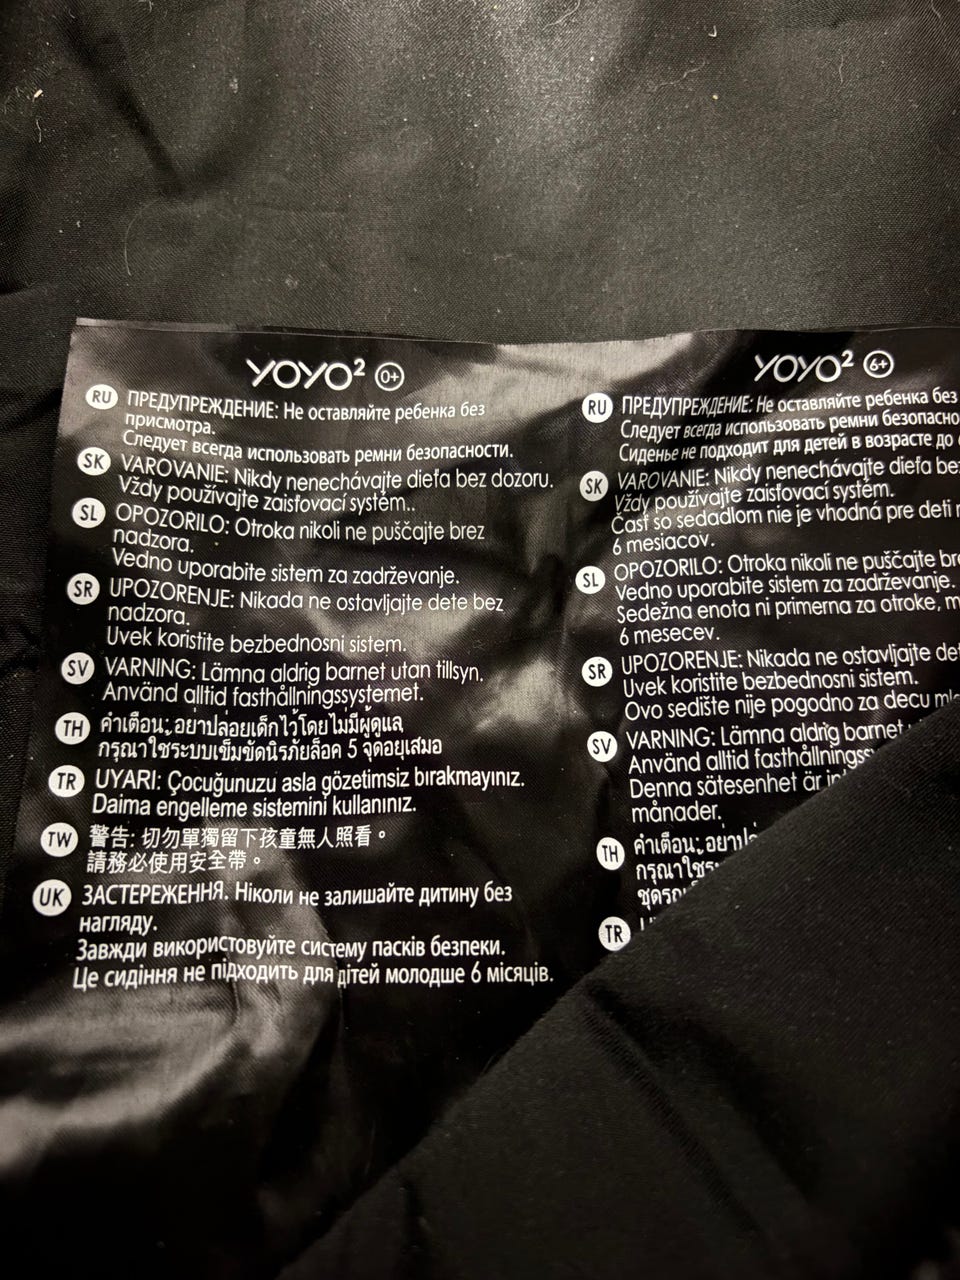 YOYO² 0+
RU ПРЕДУПРЕЖДЕНИЕ: Не оставляйте ребенка без
присмотра.
Следует всегда использовать ремни безопасности.
SK VAROVANIE: Nikdy nenechávajte dieťa bez dozoru.
Vždy používajte zaisťovací systém..
SL OPOZORILO: Otroka nikoli ne puščajte brez
nadzora.
Vedno uporabite sistem za zadrževanje.
SR UPOZORENJE: Nikada ne ostavljajte dete bez
nadzora.
Uvek koristite bezbednosni sistem.
SV VARNING: Lämna aldrig barnet utan tillsyn.
Använd alltid fasthållningssystemet.
TH คำเตือน: อย่าปล่อยเด็กไว้โดยไม่มีผู้ดูแล
กรุณาใช้ระบบเข็มขัดนิรภัยล็อค 5 จุดอยู่เสมอ
TR UYARI: Çocuğunuzu asla gözetimsiz bırakmayınız.
Daima engelleme sistemini kullanınız.
TW 警告: 切勿單獨留下孩童無人照看。
請務必使用安全帶。
UK ЗАСТЕРЕЖЕННЯ. Ніколи не залишайте дитину без
нагляду.
Завжди використовуйте систему пасків безпеки.
Це сидіння не підходить для дітей молодше 6 місяців.
YOYO² 6+
RU ПРЕДУПРЕЖДЕНИЕ: Не оставляйте ребенка без
Следует всегда использовать ремни
Сиденье не подходит для детей в возрасте до
SK VAROVANIE: Nikdy nenechávajte dieťa
Vždy používajte zaisťovací systém.
Časť so sedadlom nie je vhodná pre deti
6 mesiacov.
SL OPOZORILO: Otroka nikoli ne puščajte
Vedno uporabite sistem za zadrževanje.
Sedežna enota ni primerna za otroke,
6 mesecev.
SR UPOZORENJE: Nikada ne ostavljajte
Uvek koristite bezbednosni sistem.
Ovo sedište nije pogodno za decu
SV VARNING: Lämna aldrig barnet
Använd alltid
Denna sätesenhet är
månader.
TH คำเตือน:
TR